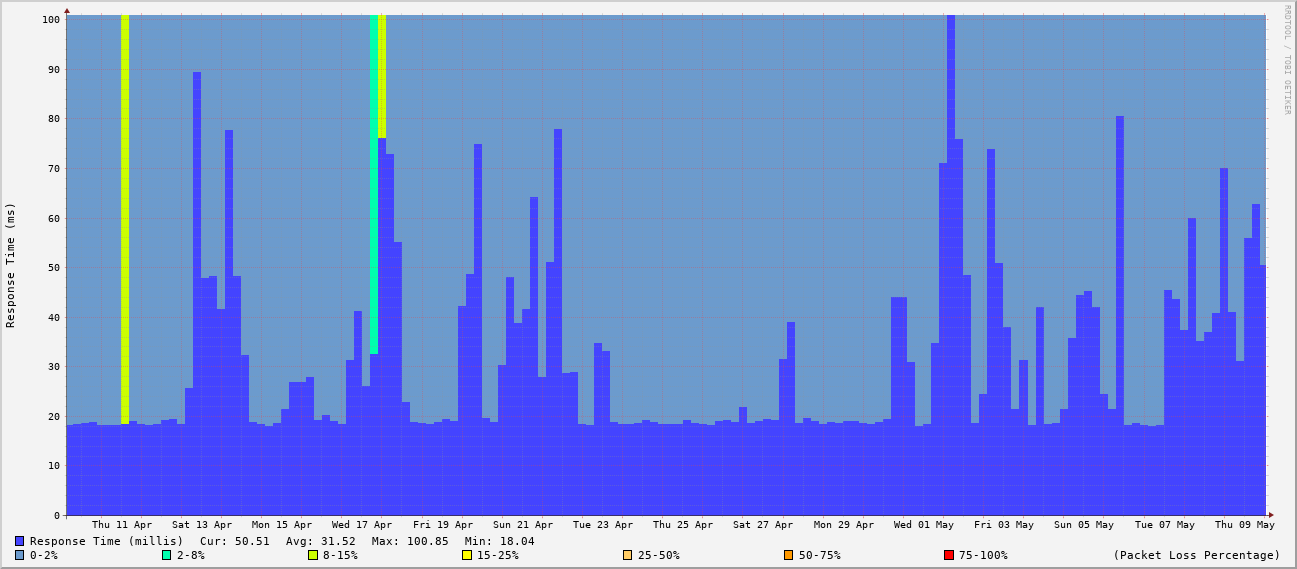 RRDTOOL / TOBI OETIKER
Response Time (ms)
100
90
80
70
60
50
40
30
20
10
0
Thu 11 Apr Sat 13 Apr Mon 15 Apr Wed 17 Apr Fri 19 Apr Sun 21 Apr Tue 23 Apr Thu 25 Apr Sat 27 Apr Mon 29 Apr Wed 01 May Fri 03 May Sun 05 May Tue 07 May Thu 09 May
Response Time (millis) Cur: 50.51 Avg: 31.52 Max: 100.85 Min: 18.04
0-2% 2-8% 8-15% 15-25% 25-50% 50-75% 75-100% (Packet Loss Percentage)